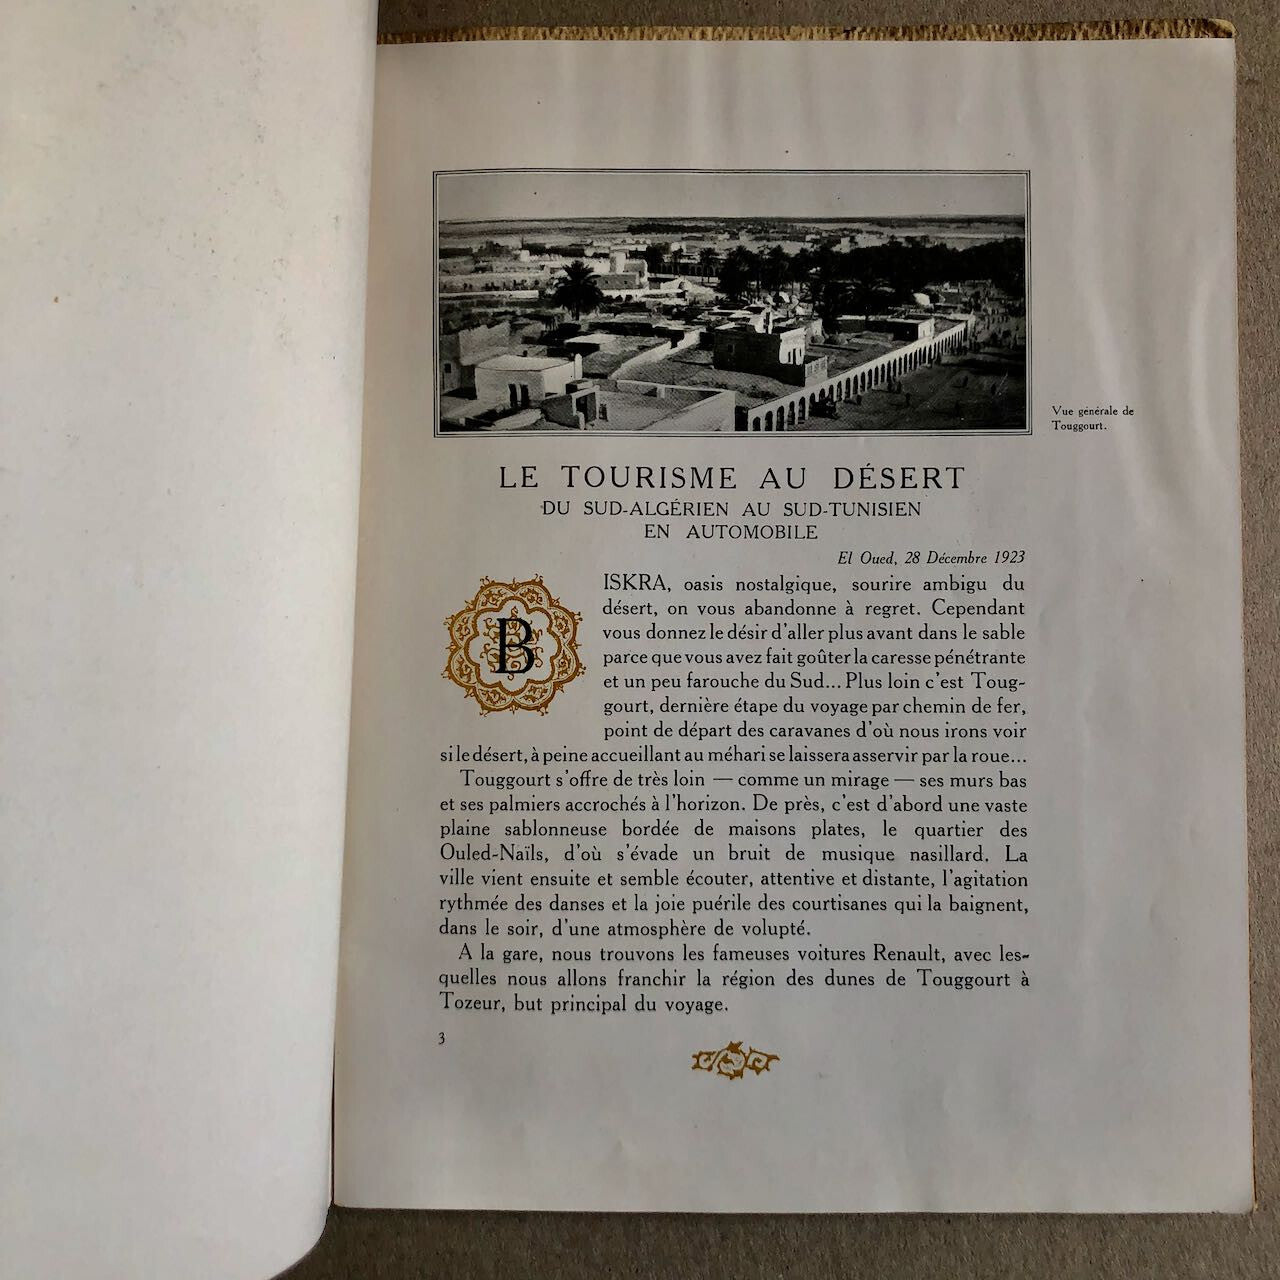 Vue générale de
Touggourt.
LE TOURISME AU DÉSERT
DU SUD-ALGÉRIEN AU SUD-TUNISIEN
EN AUTOMOBILE
El Oued, 28 Décembre 1923
BISKRA, oasis nostalgique, sourire ambigu du
désert, on vous abandonne à regret. Cependant
vous donnez le désir d'aller plus avant dans le sable
parce que vous avez fait goûter la caresse pénétrante
et un peu farouche du Sud... Plus loin c'est Toug-
gourt, dernière étape du voyage par chemin de fer,
point de départ des caravanes d'où nous irons voir
si le désert, à peine accueillant au méhari se laissera asservir par la roue...
Touggourt s'offre de très loin — comme un mirage — ses murs bas
et ses palmiers accrochés à l'horizon. De près, c'est d'abord une vaste
plaine sablonneuse bordée de maisons plates, le quartier des
Ouled-Naïls, d'où s'évade un bruit de musique nasillard. La
ville vient ensuite et semble écouter, attentive et distante, l'agitation
rythmée des danses et la joie puérile des courtisanes qui la baignent,
dans le soir, d'une atmosphère de volupté.
A la gare, nous trouvons les fameuses voitures Renault, avec les-
quelles nous allons franchir la région des dunes de Touggourt à
Tozeur, but principal du voyage.
3